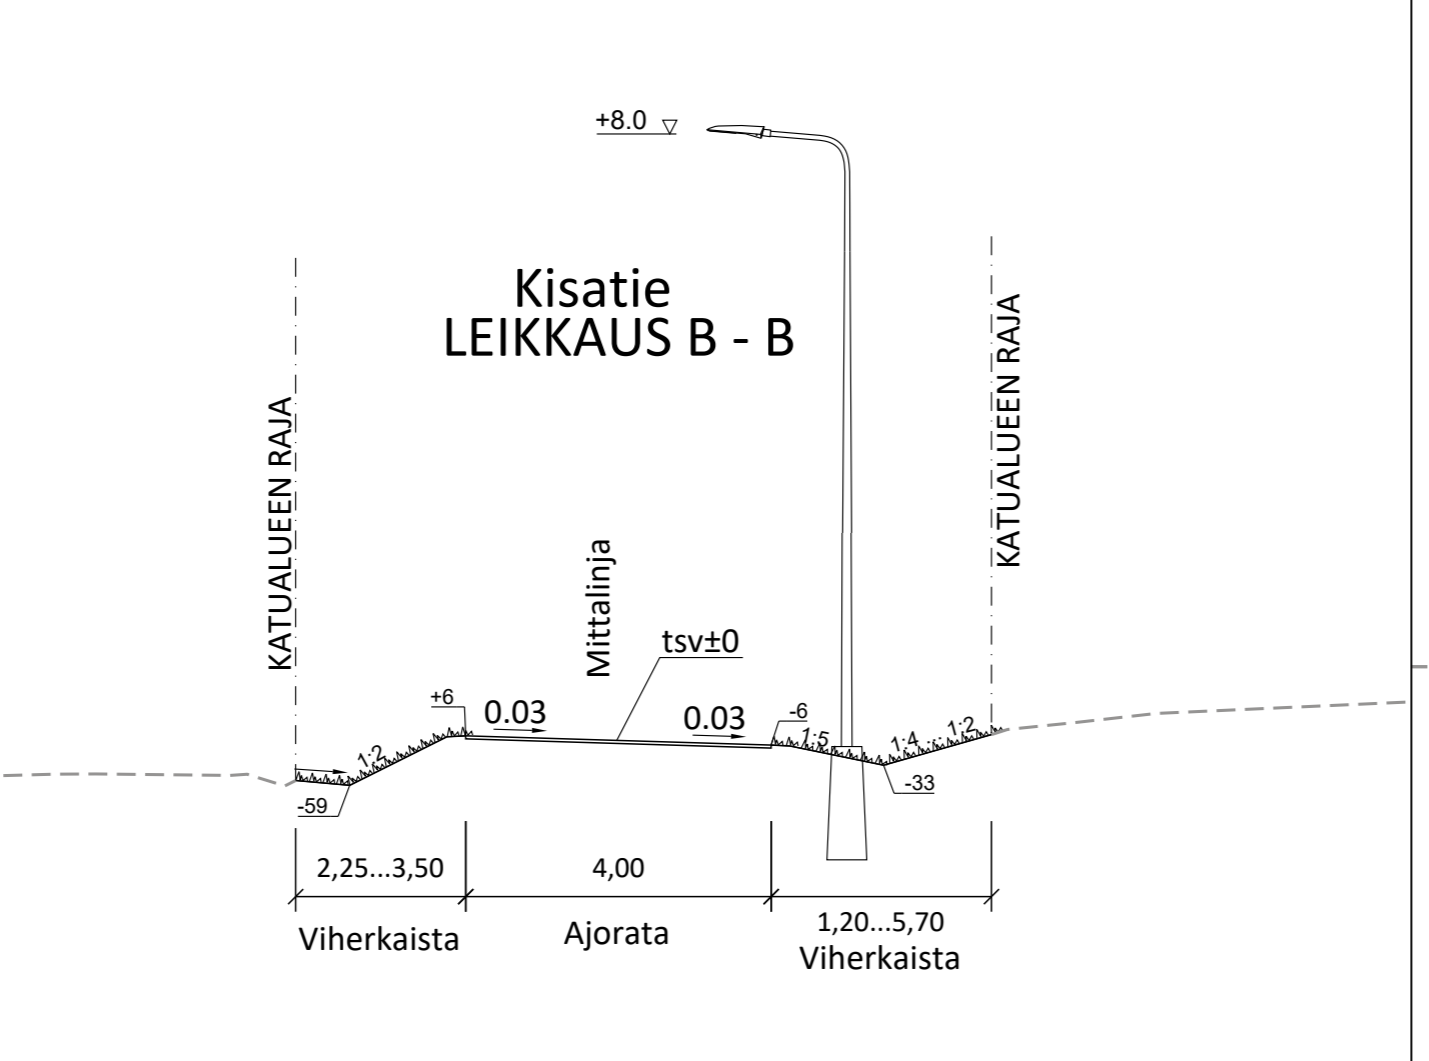 +8.0
Kisatie
LEIKKAUS B - B
KATUALUEEN RAJA
KATUALUEEN RAJA
Mittalinja
tsv±0
+6
0.03
0.03
-6
1:2
1:5
1:4 ... 1:2
-59
-33
2,25...3,50
4,00
1,20...5,70
Viherkaista
Ajorata
Viherkaista